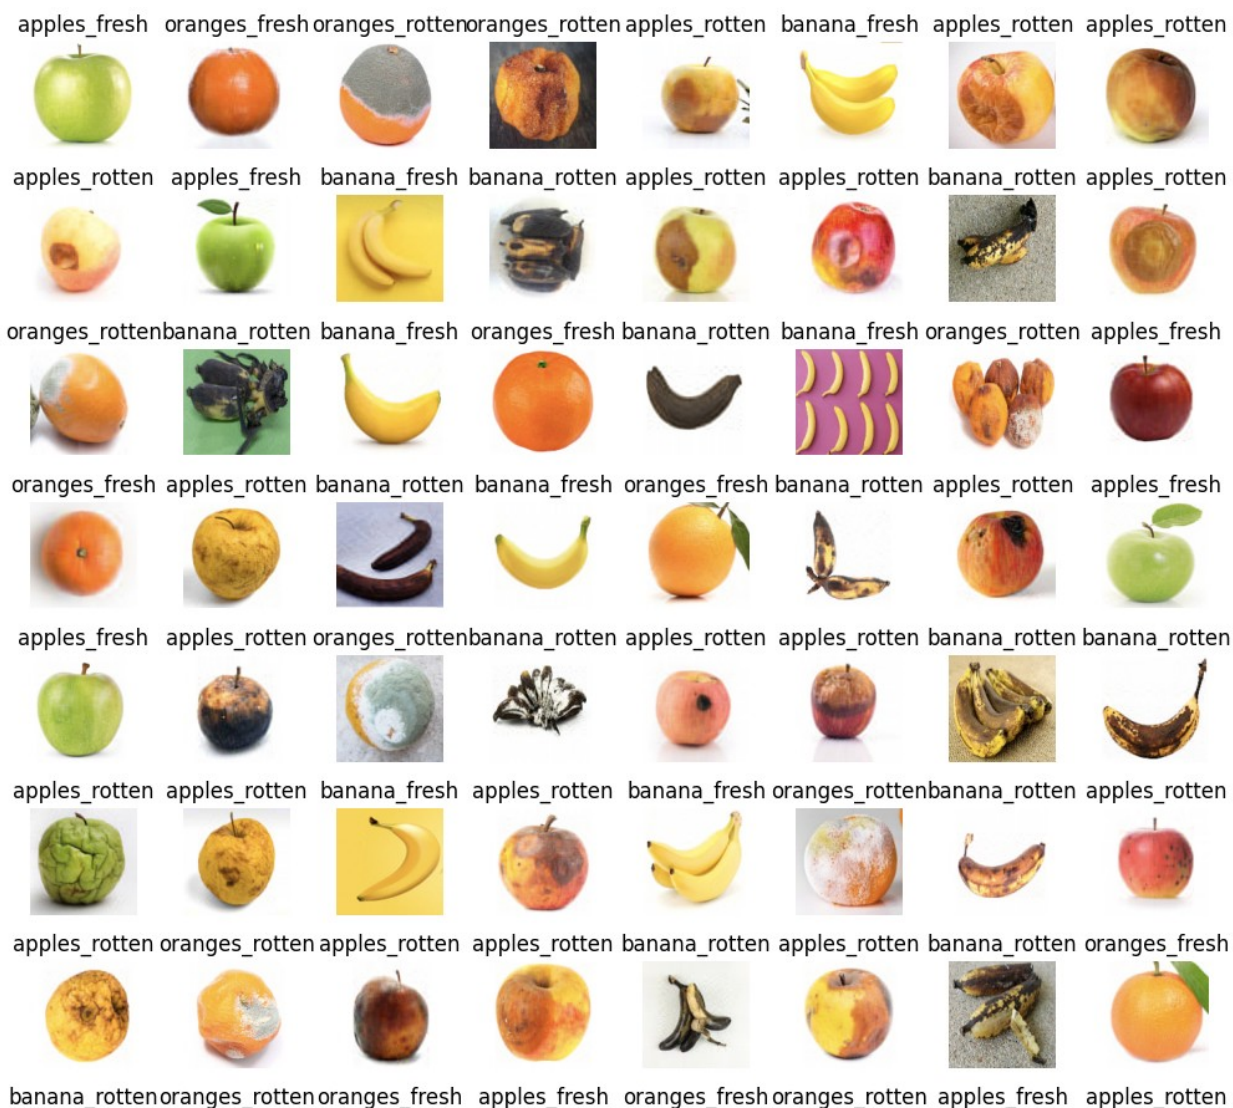 apples_fresh oranges_fresh oranges_rotten oranges_rotten apples_rotten banana_fresh apples_rotten apples_rotten
apples_rotten apples_fresh banana_fresh banana_rotten apples_rotten apples_rotten banana_rotten apples_rotten
oranges_rotten banana_rotten banana_fresh oranges_fresh banana_rotten banana_fresh oranges_rotten apples_fresh
oranges_fresh apples_rotten banana_rotten banana_fresh oranges_fresh banana_rotten apples_rotten apples_fresh
apples_fresh apples_rotten oranges_rotten banana_rotten apples_rotten apples_rotten banana_rotten banana_rotten
apples_rotten apples_rotten banana_fresh apples_rotten banana_fresh oranges_rotten banana_rotten apples_rotten
apples_rotten oranges_rotten apples_rotten apples_rotten banana_rotten apples_rotten banana_rotten oranges_fresh
banana_rotten oranges_rotten oranges_fresh apples_fresh oranges_fresh oranges_rotten apples_fresh apples_rotten